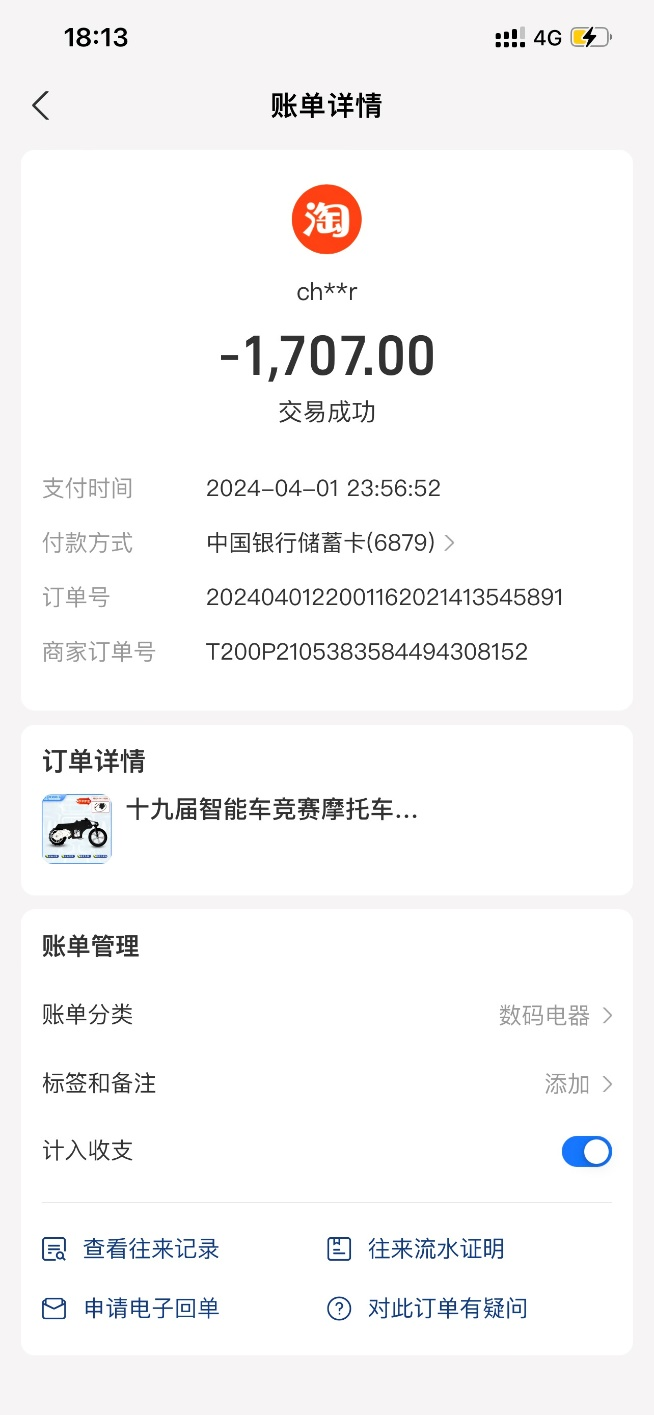 18:13
4G
账单详情
淘
ch**r
-1,707.00
交易成功
支付时间 2024-04-01 23:56:52
付款方式 中国银行储蓄卡(6879)
订单号 2024040122001162021413545891
商家订单号 T200P2105383584494308152
订单详情
十九届智能车竞赛摩托车...
账单管理
账单分类 数码电器
标签和备注 添加
计入收支
查看往来记录 往来流水证明
申请电子回单 对此订单有疑问